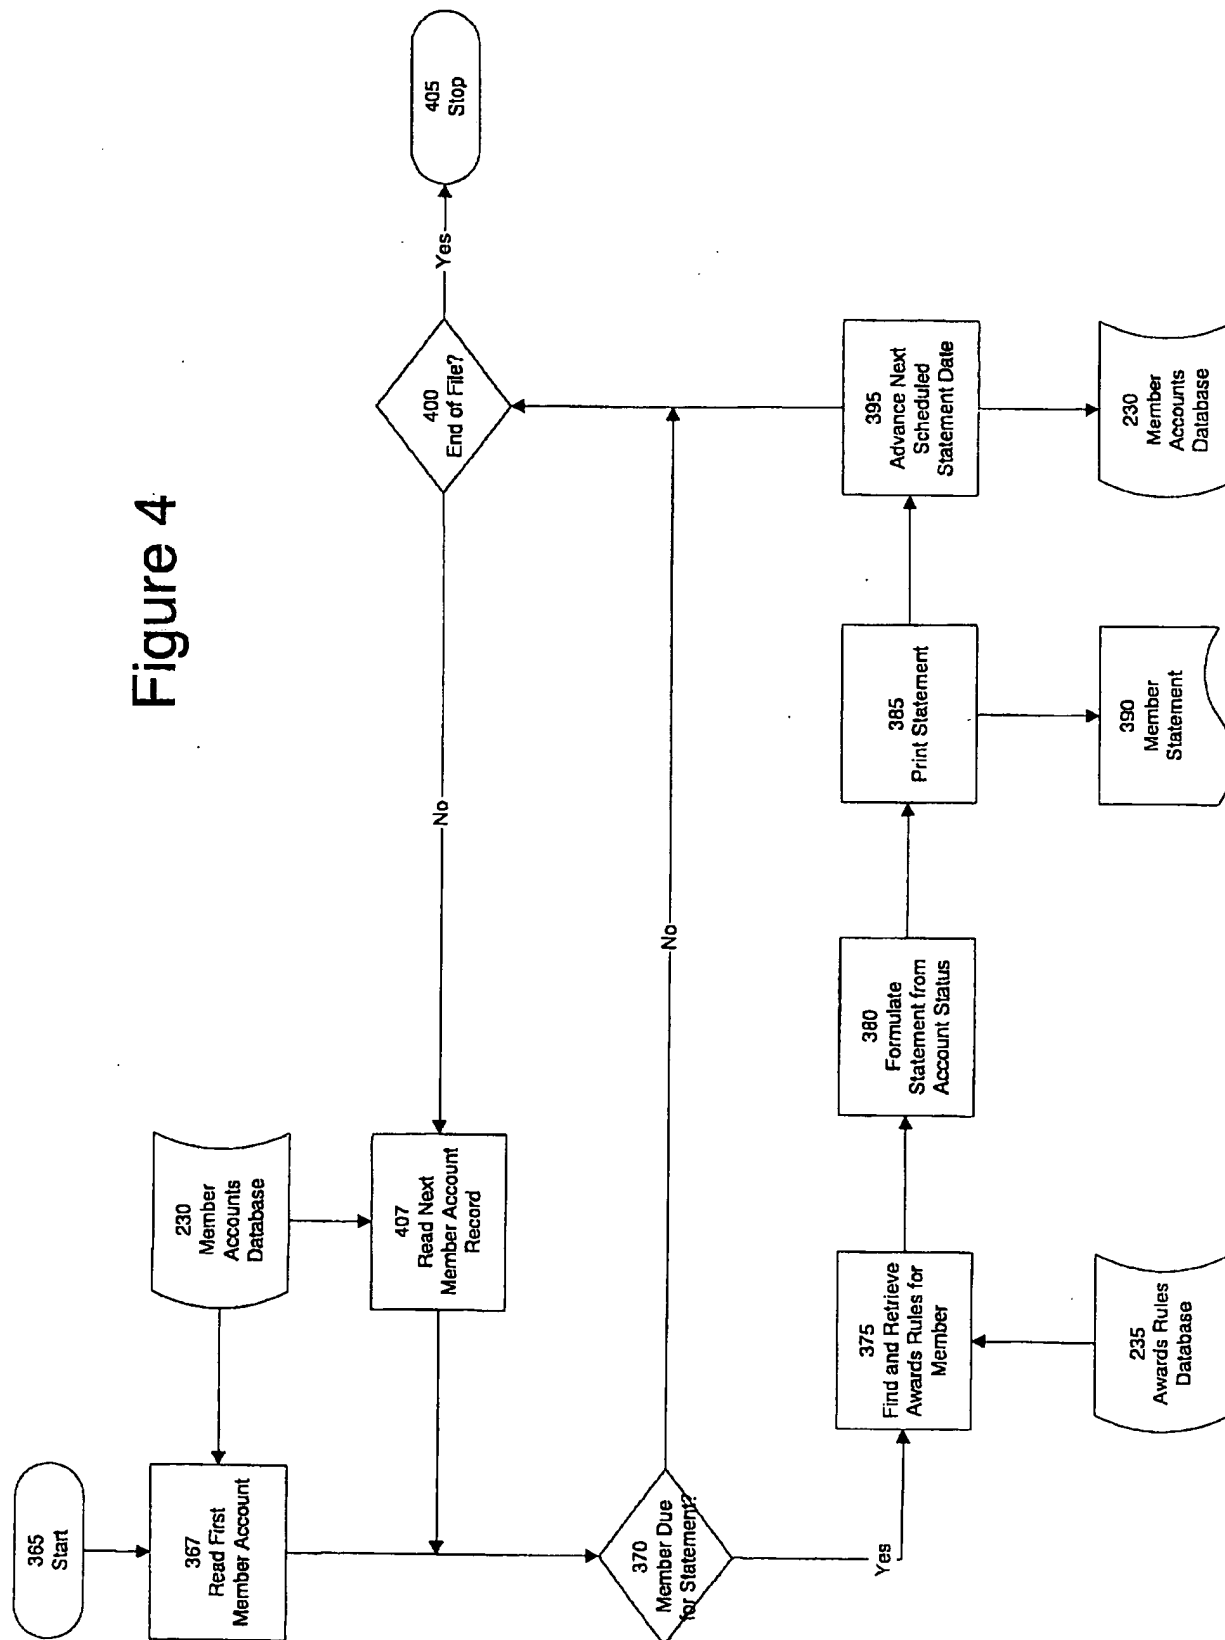 Figure 4
365
Start
367
Read First
Member Account
230
Member
Accounts
Database
407
Read Next
Member Account
Record
No
400
End of File?
Yes
405
Stop
370
Member Due
for Statement?
No
Yes
375
Find and Retrieve
Awards Rules for
Member
235
Awards Rules
Database
380
Formulate
Statement from
Account Status
385
Print Statement
390
Member
Statement
395
Advance Next
Scheduled
Statement Date
230
Member
Accounts
Database